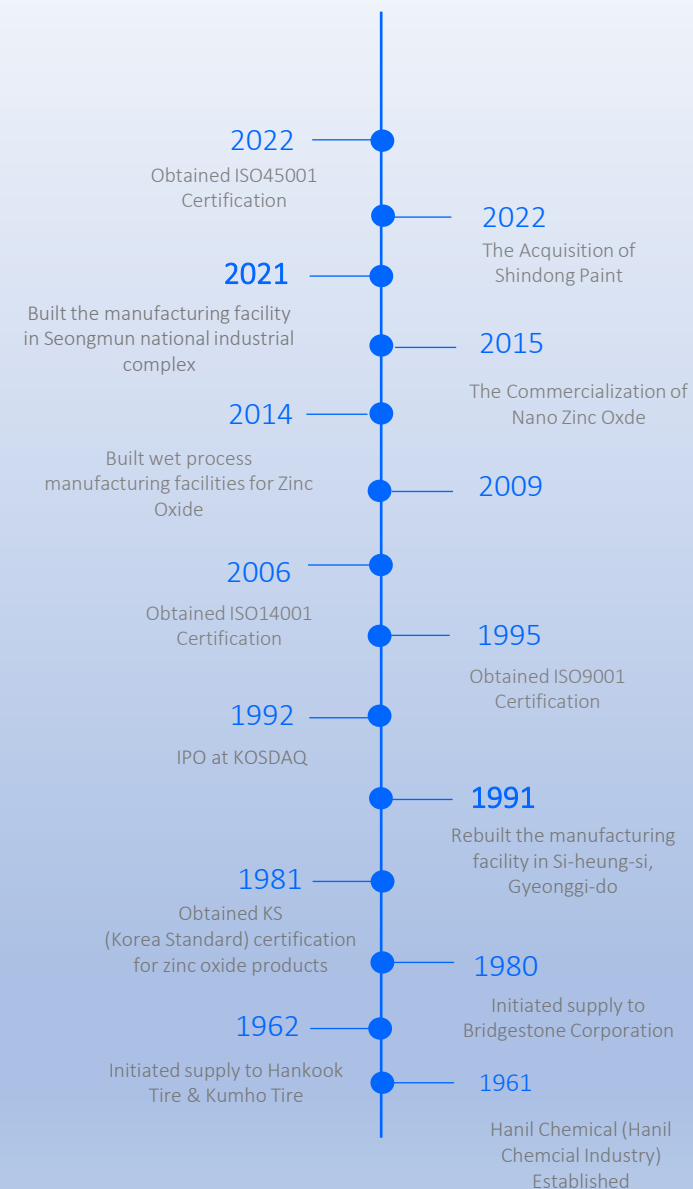 2022
Obtained ISO45001
Certification
2022
The Acquisition of
Shindong Paint
2021
Built the manufacturing facility
in Seongmun national industrial
complex
2015
The Commercialization of
Nano Zinc Oxde
2014
Built wet process
manufacturing facilities for Zinc
Oxide
2009
2006
Obtained ISO14001
Certification
1995
Obtained ISO9001
Certification
1992
IPO at KOSDAQ
1991
Rebuilt the manufacturing
facility in Si-heung-si,
Gyeonggi-do
1981
Obtained KS
(Korea Standard) certification
for zinc oxide products
1980
Initiated supply to
Bridgestone Corporation
1962
Initiated supply to Hankook
Tire & Kumho Tire
1961
Hanil Chemical (Hanil
Chemcial Industry)
Established